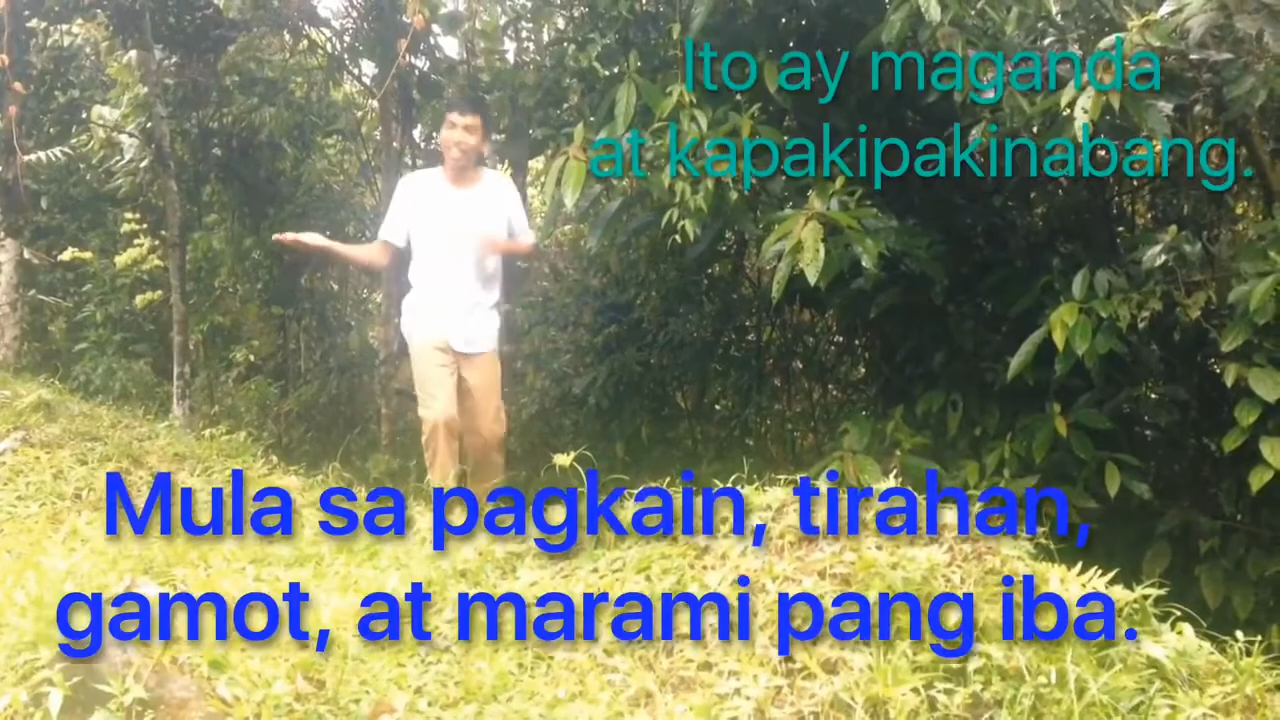 Ito ay maganda
at kapakipakinabang.
Mula sa pagkain, tirahan,
gamot, at marami pang iba.